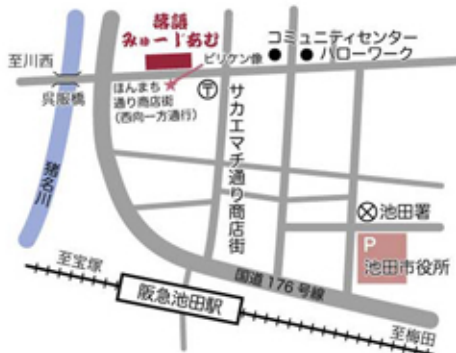 落語
みゅーじあむ
ビリケン像
コミュニティセンター
ハローワーク
至川西
呉服橋
ほんまち
通り商店街
(西向一方通行)
サカエマチ通り商店街
猪名川
池田署
P
池田市役所
国道176号線
至宝塚
阪急池田駅
至梅田